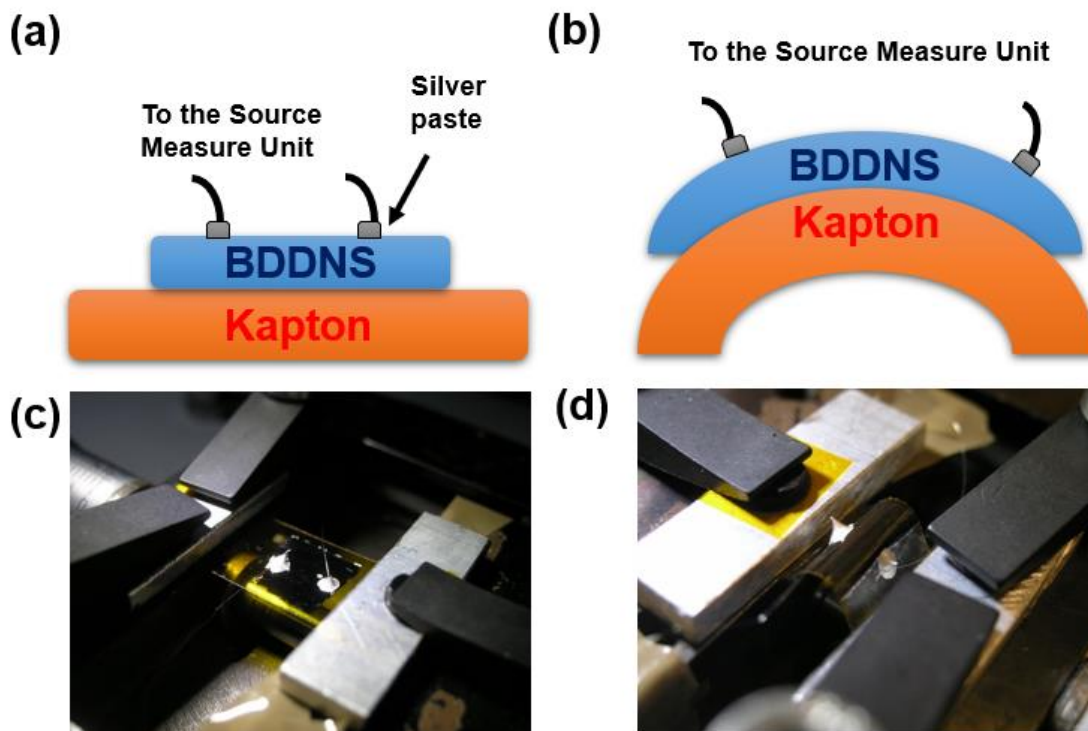 (a)
To the Source
Measure Unit
Silver
paste
BDDNS
Kapton
(b)
To the Source Measure Unit
BDDNS
Kapton
(c)
(d)